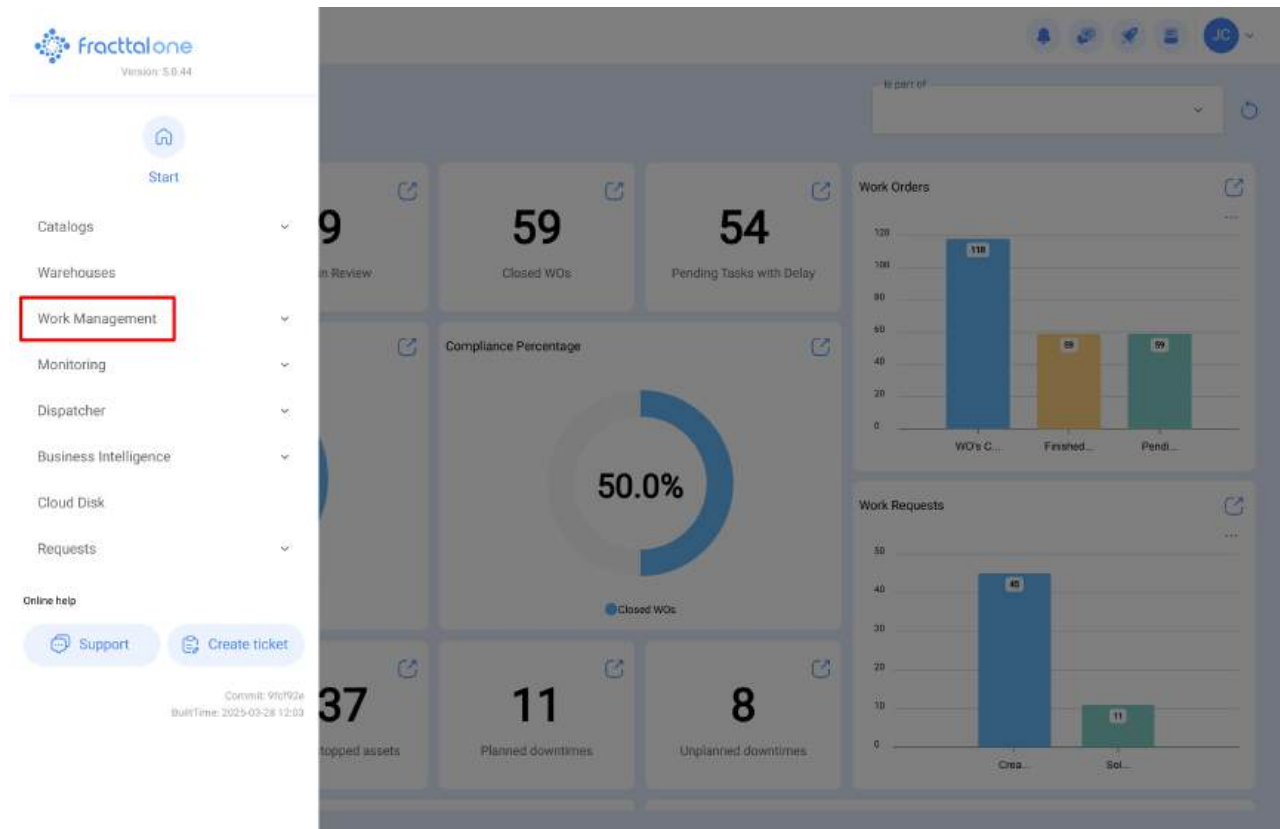 fracttal one
Version: 5.0.44
Start
Catalogs
Warehouses
Work Management
Monitoring
Dispatcher
Business Intelligence
Cloud Disk
Requests
Online help
Support
Create ticket
Commit: 9fcf92e
BuiltTime: 2025-03-28 12:03
JC
Is part of
9
in Review
59
Closed WOs
54
Pending Tasks with Delay
Work Orders
...
120
100
80
60
40
20
0
118
59
59
WO's C...
Finished...
Pendi...
Compliance Percentage
50.0%
Closed WOs
Work Requests
...
50
40
30
20
10
0
45
11
Crea...
Sol...
37
topped assets
11
Planned downtimes
8
Unplanned downtimes